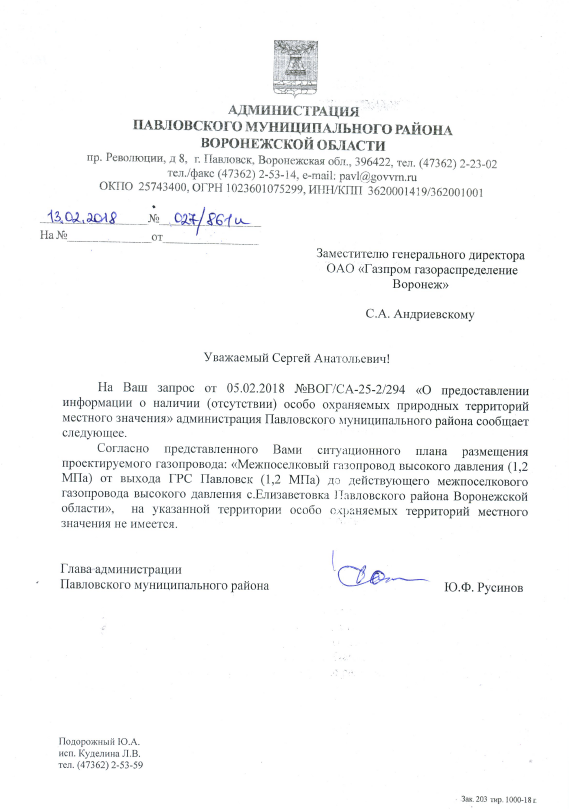 АДМИНИСТРАЦИЯ
ПАВЛОВСКОГО МУНИЦИПАЛЬНОГО РАЙОНА
ВОРОНЕЖСКОЙ ОБЛАСТИ
пр. Революции, д 8, г. Павловск, Воронежская обл., 396422, тел. (47362) 2-23-02
тел./факс (47362) 2-53-14, e-mail: pavl@govvrn.ru
ОКПО 25743400, ОГРН 1023601075299, ИНН/КПП 3620001419/362001001
13.02.2018 № 027/861и
На № от
Заместителю генерального директора
ОАО «Газпром газораспределение
Воронеж»
С.А. Андриевскому
Уважаемый Сергей Анатольевич!
На Ваш запрос от 05.02.2018 №ВОГ/СА-25-2/294 «О предоставлении
информации о наличии (отсутствии) особо охраняемых природных территорий
местного значения» администрация Павловского муниципального района сообщает
следующее.
Согласно представленного Вами ситуационного плана размещения
проектируемого газопровода: «Межпоселковый газопровод высокого давления (1,2
МПа) от выхода ГРС Павловск (1,2 МПа) до действующего межпоселкового
газопровода высокого давления с.Елизаветовка Павловского района Воронежской
области», на указанной территории особо охраняемых территорий местного
значения не имеется.
Глава администрации
Павловского муниципального района Ю.Ф. Русинов
Подорожный Ю.А.
исп. Куделина Л.В.
тел. (47362) 2-53-59
Зак. 203 тир. 1000-18 г.